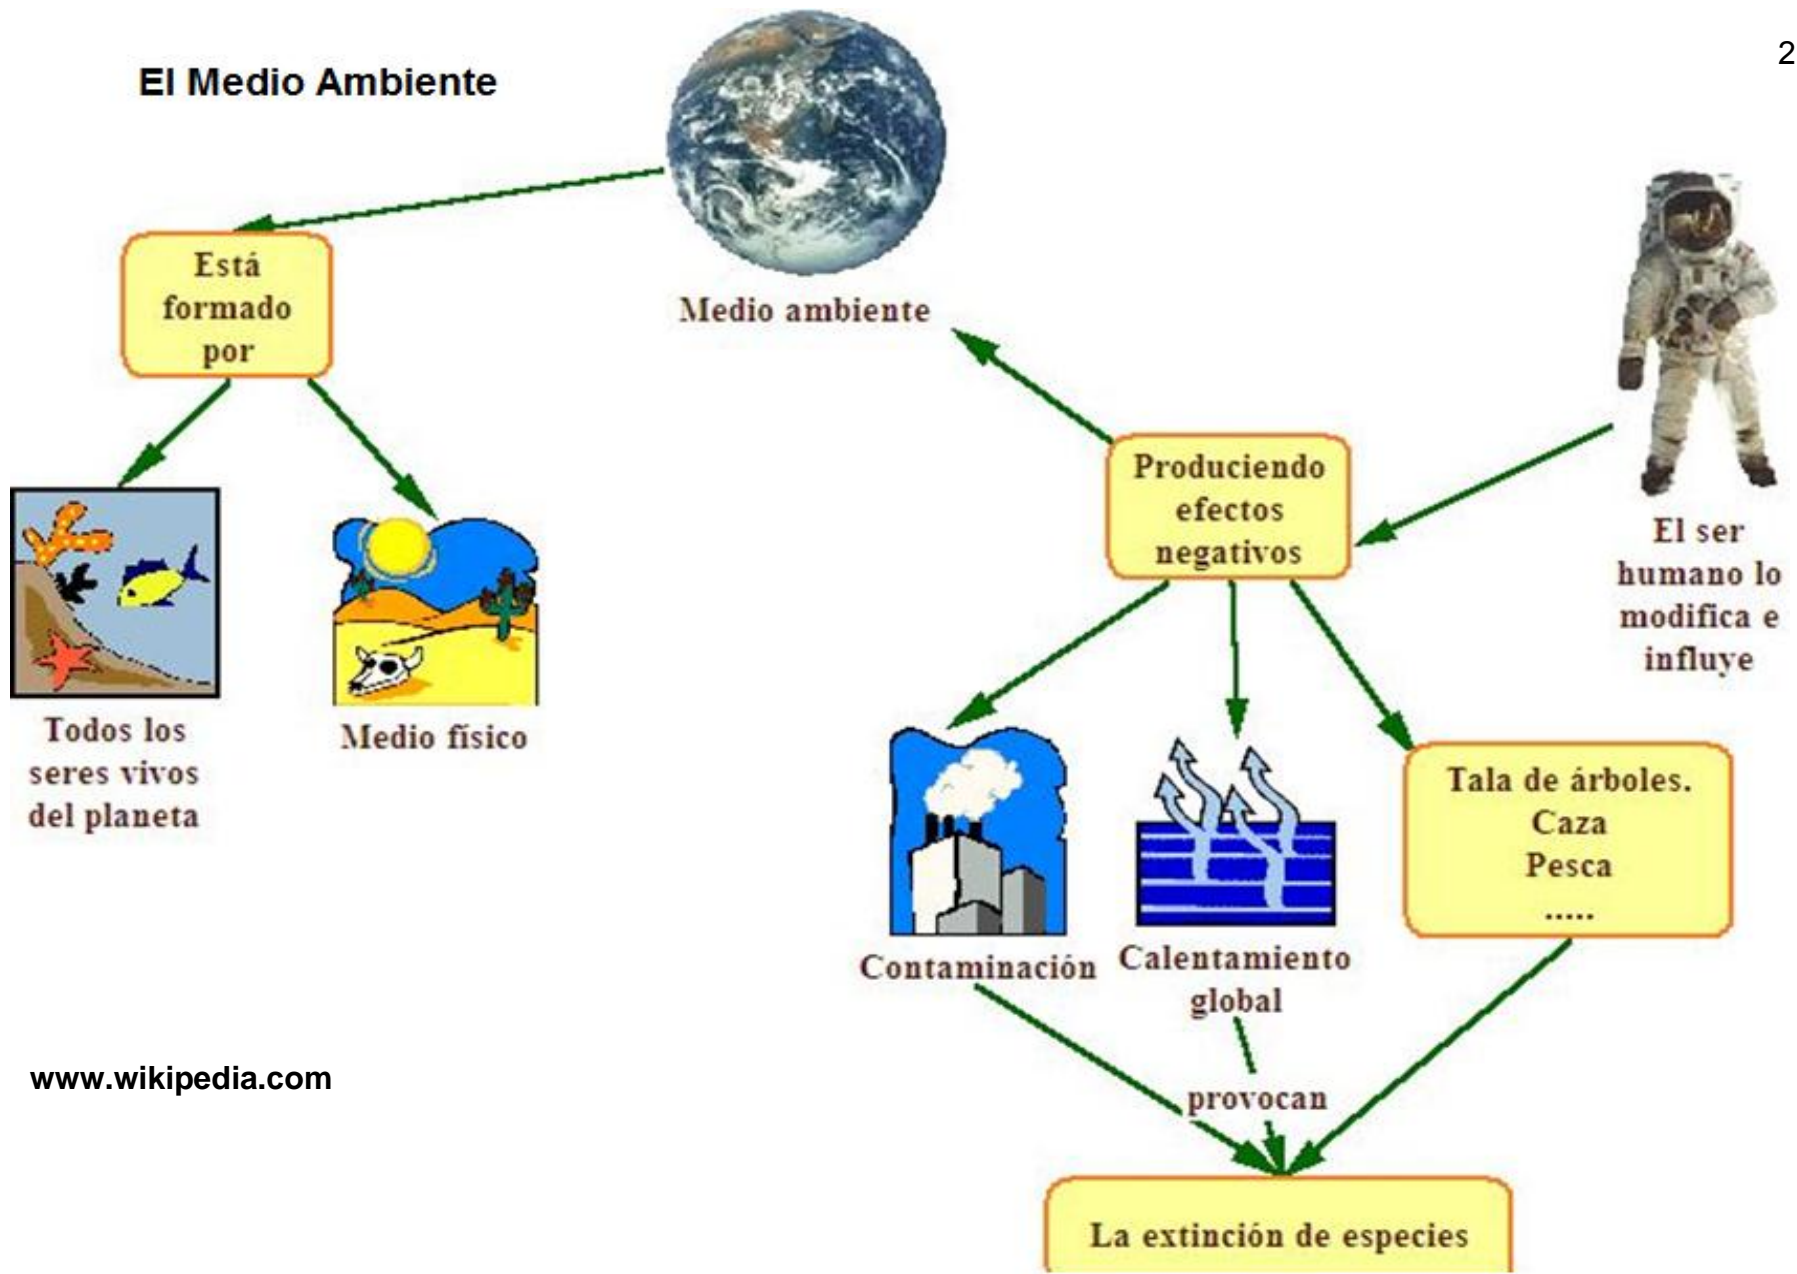 El Medio Ambiente
2
Medio ambiente
Está
formado
por
Todos los
seres vivos
del planeta
Medio físico
El ser
humano lo
modifica e
influye
Produciendo
efectos
negativos
Contaminación
Calentamiento
global
Tala de árboles.
Caza
Pesca
.....
provocan
La extinción de especies
www.wikipedia.com